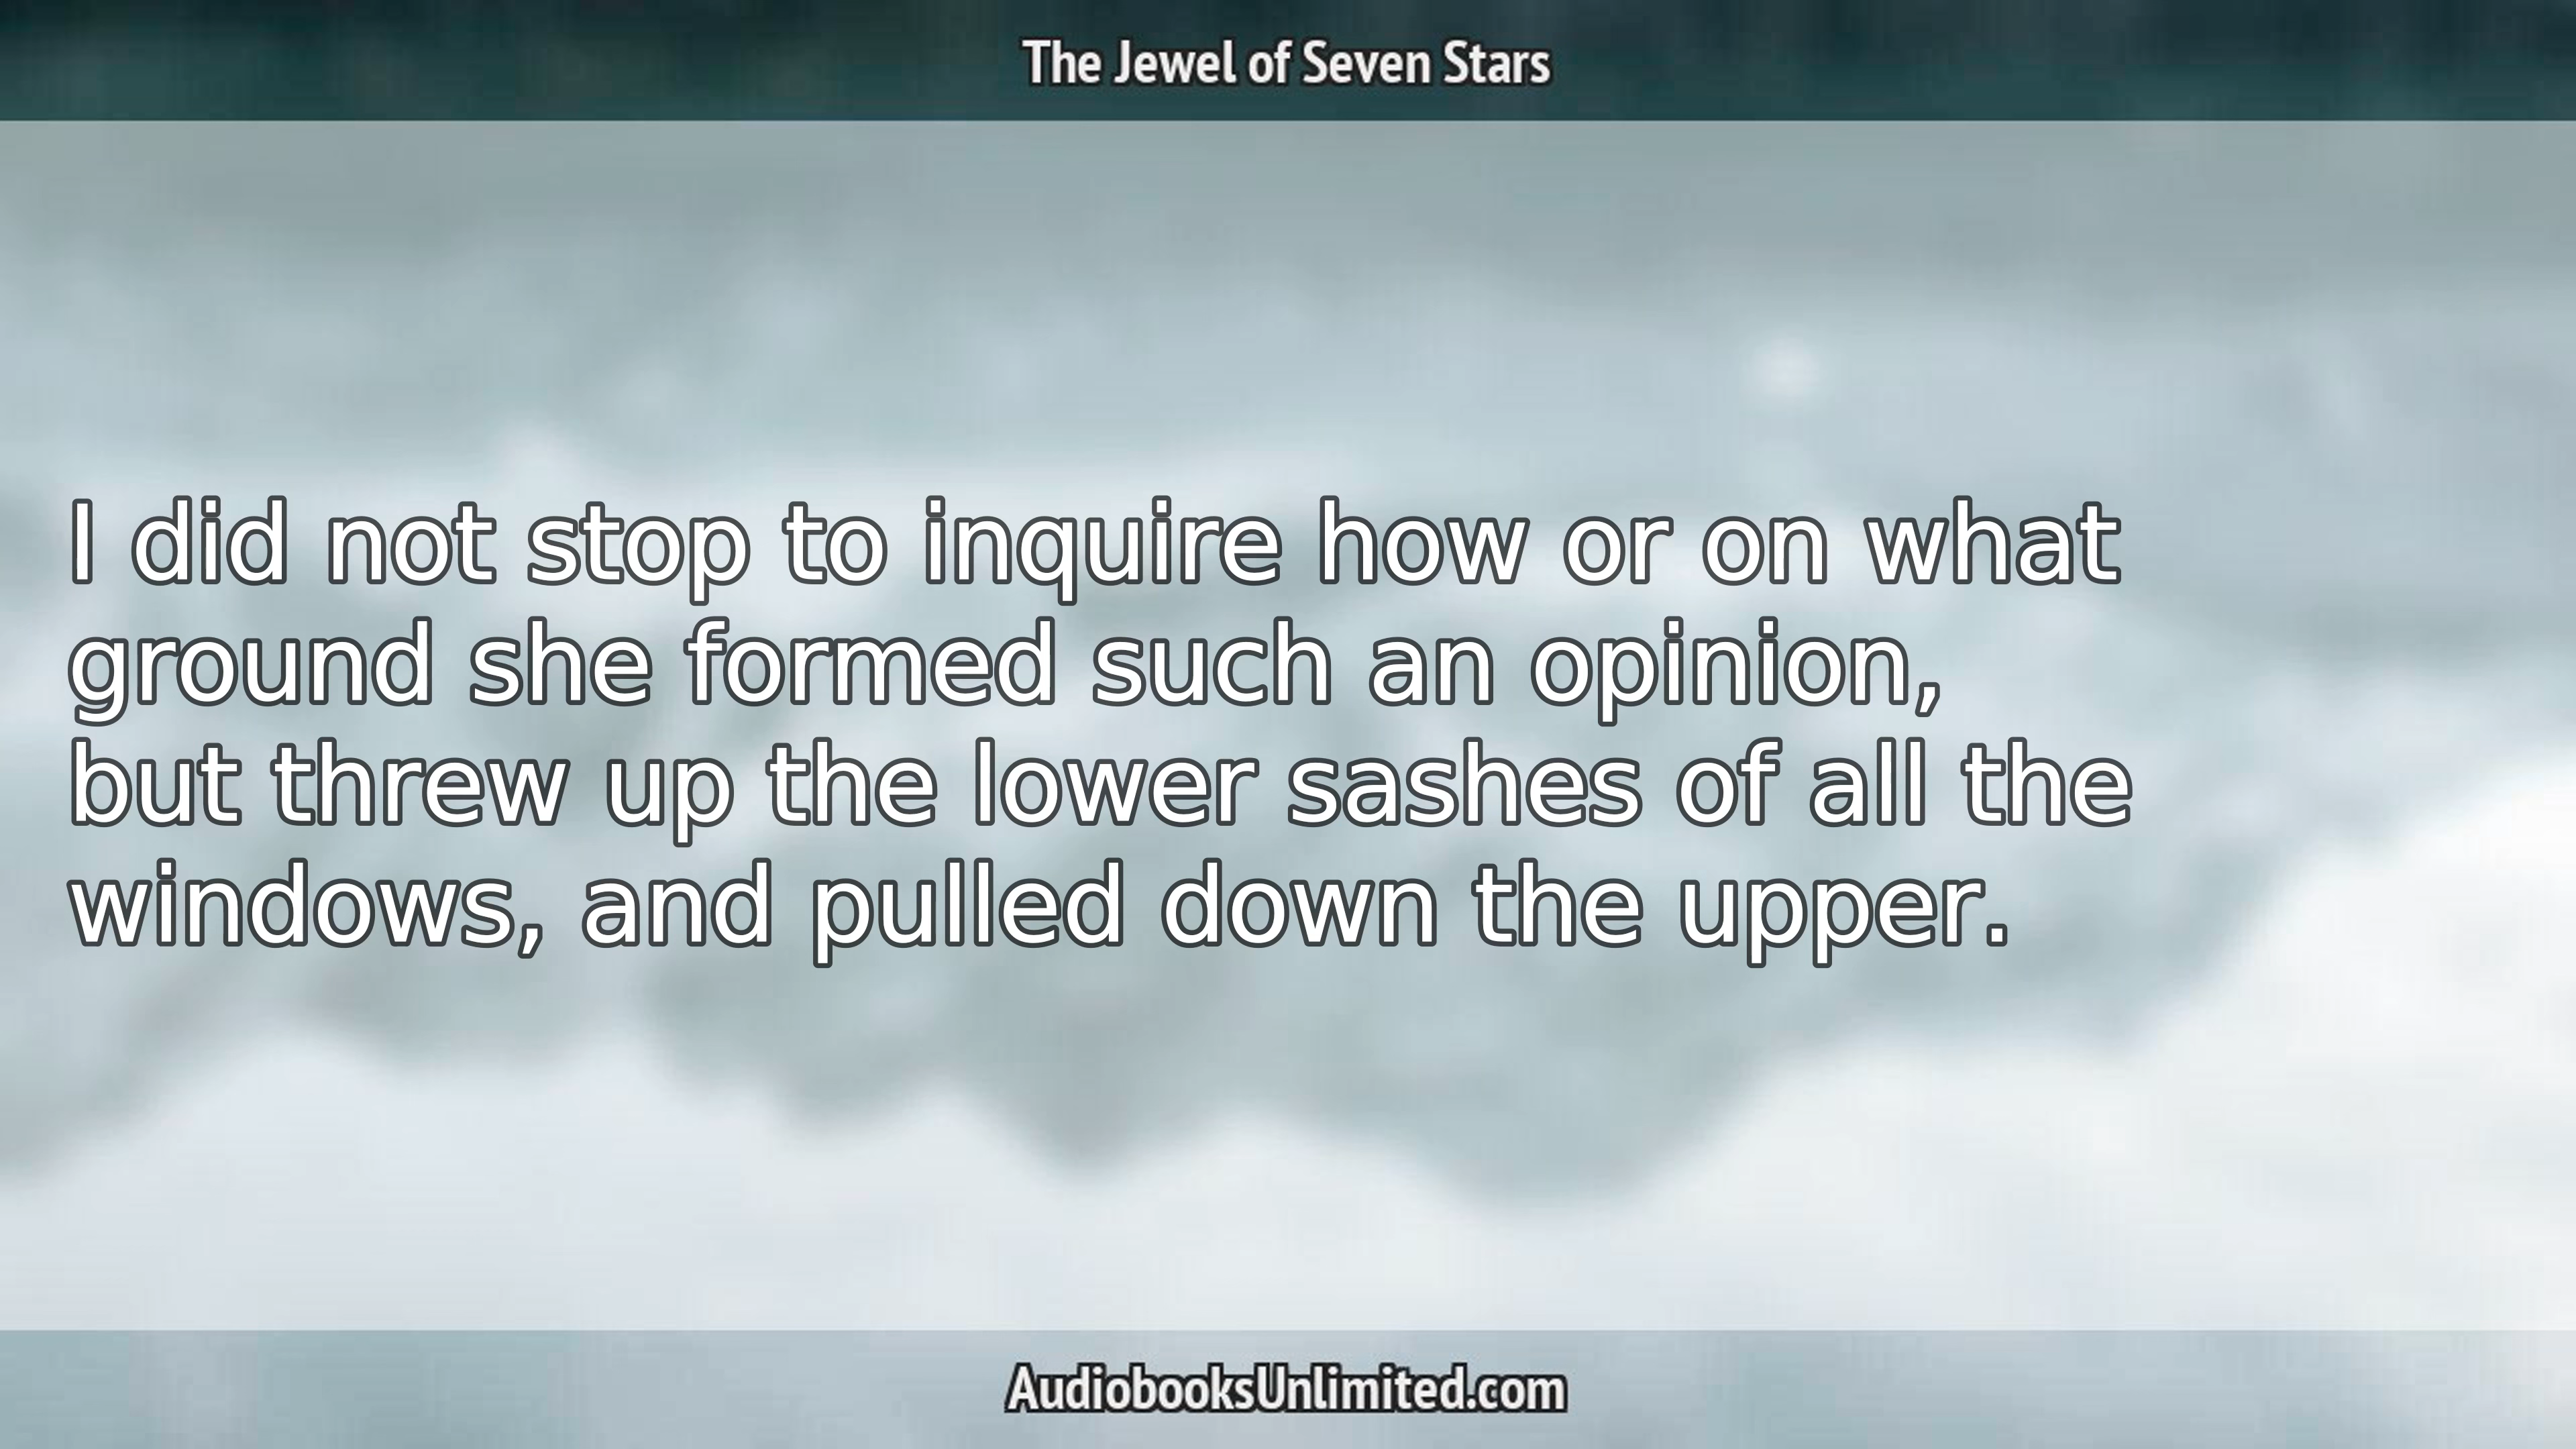 The Jewel of Seven Stars
I did not stop to inquire how or on what
ground she formed such an opinion,
but threw up the lower sashes of all the
windows, and pulled down the upper.
AudiobooksUnlimited.com